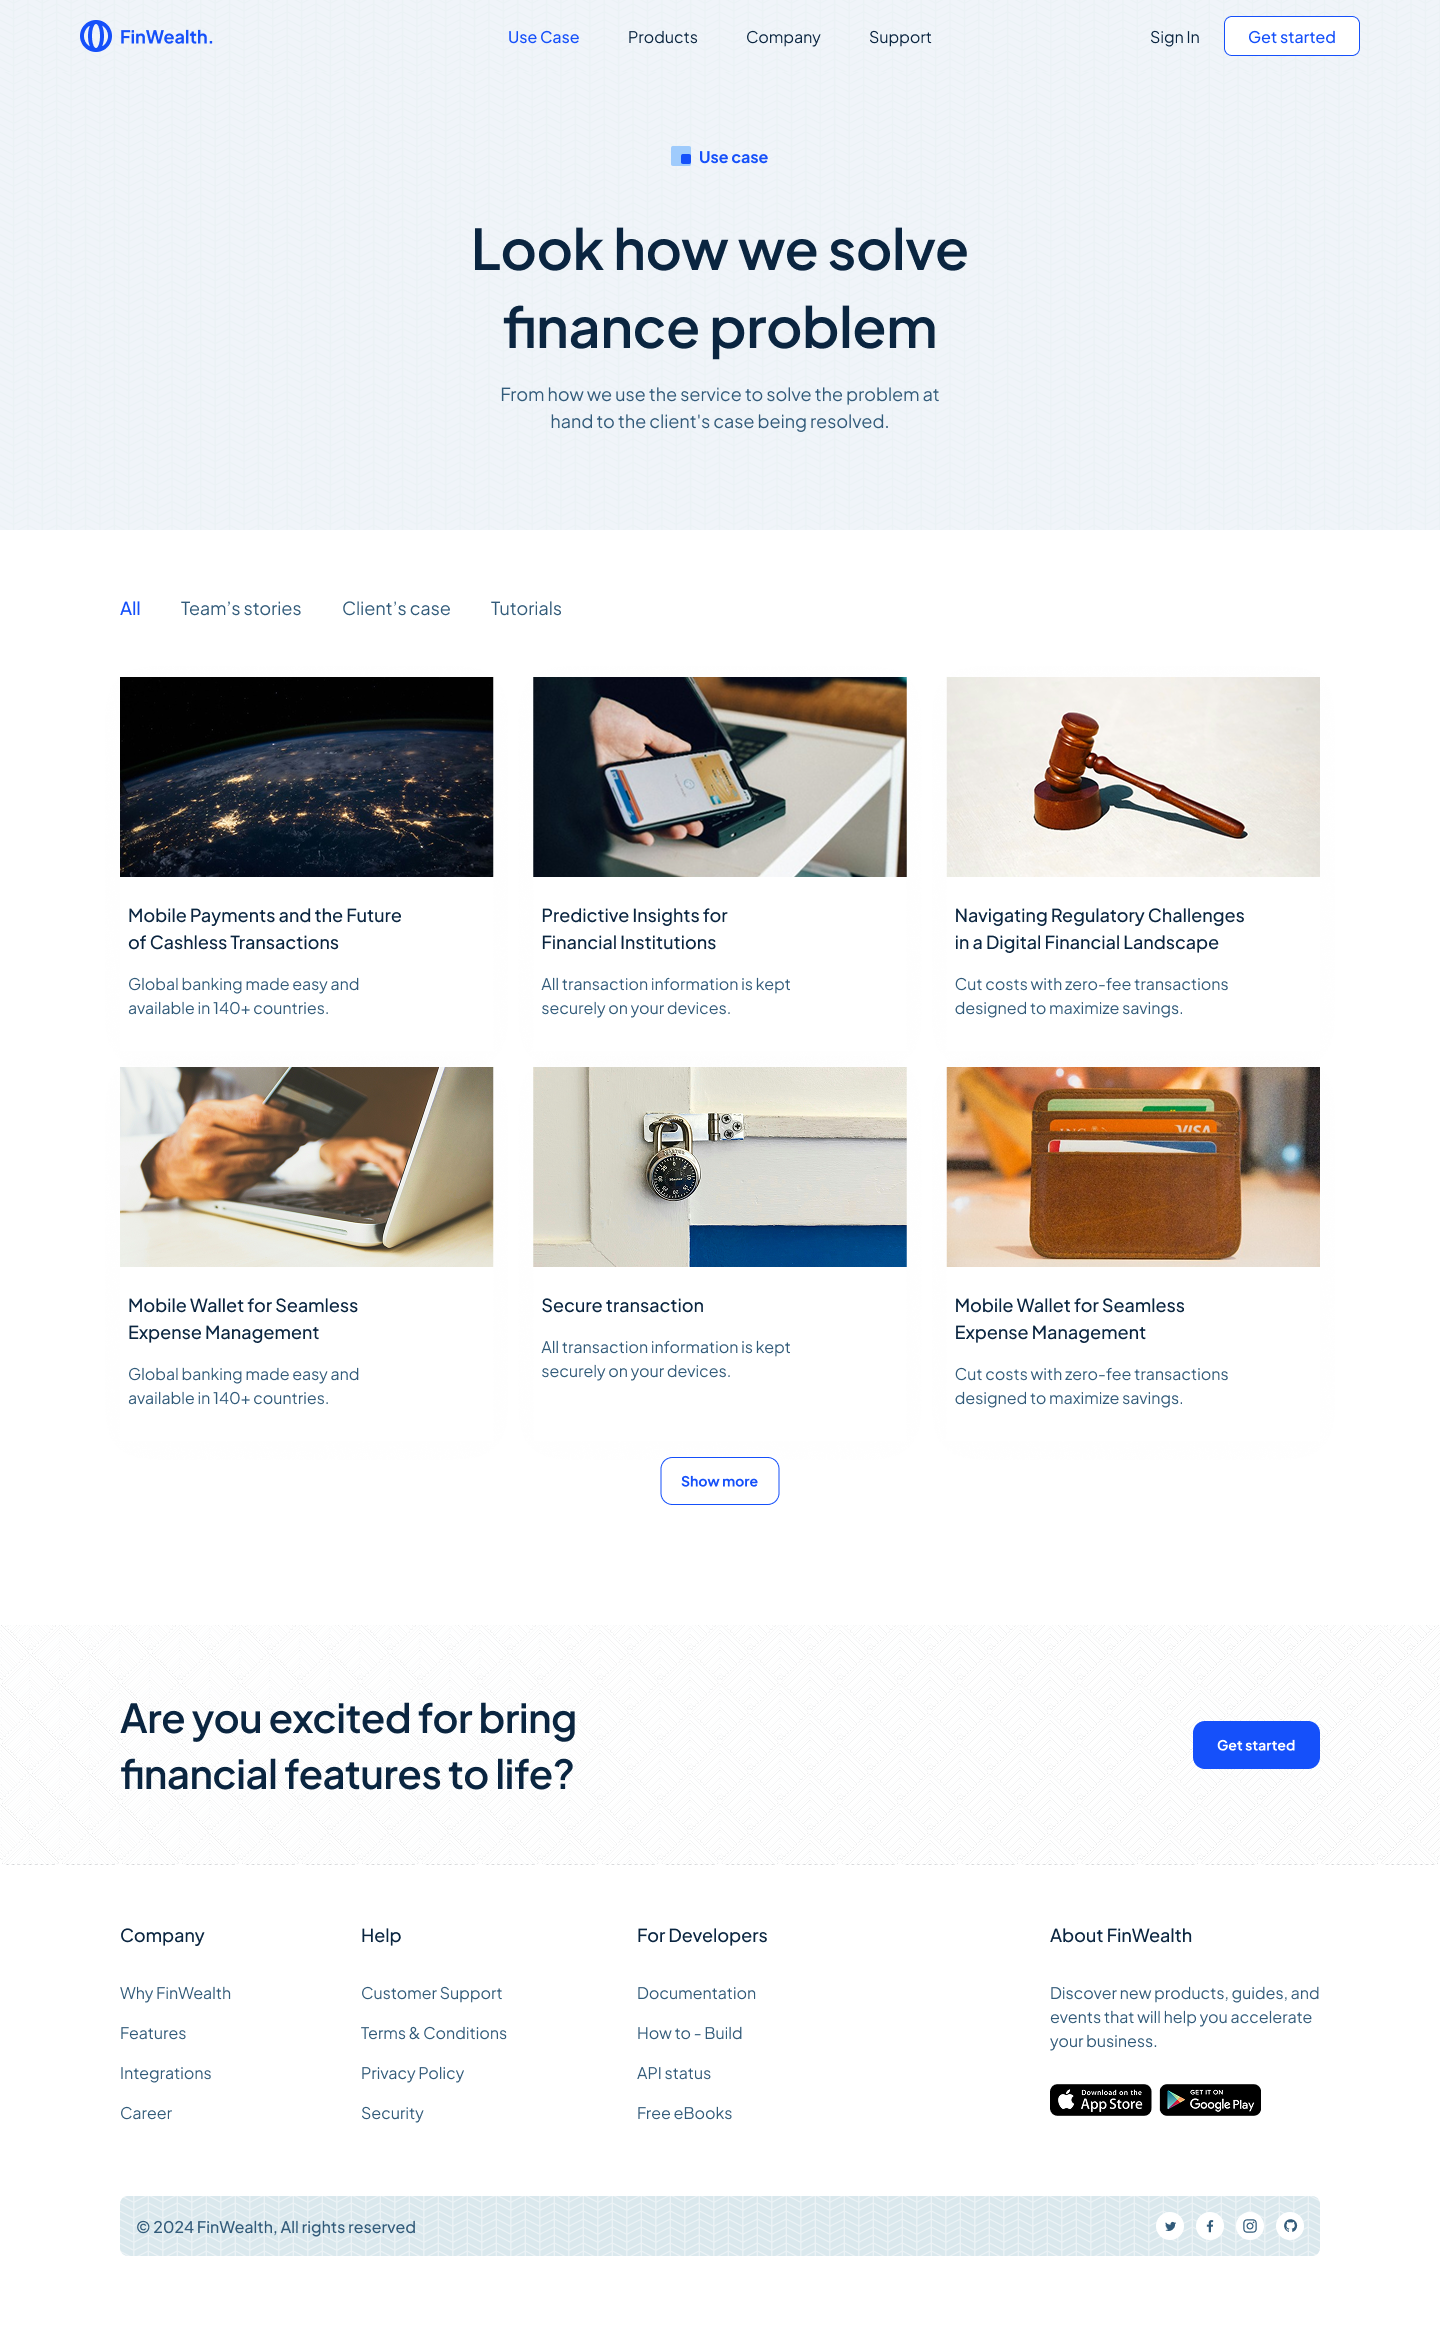 FinWealth.
Use Case
Products
Company
Support
Sign In
Get started
Use case
Look how we solve
finance problem
From how we use the service to solve the problem at
hand to the client's case being resolved.
All
Team’s stories
Client’s case
Tutorials
Mobile Payments and the Future
of Cashless Transactions
Global banking made easy and
available in 140+ countries.
Predictive Insights for
Financial Institutions
All transaction information is kept
securely on your devices.
Navigating Regulatory Challenges
in a Digital Financial Landscape
Cut costs with zero-fee transactions
designed to maximize savings.
ING
VISA
Mobile Wallet for Seamless
Expense Management
Global banking made easy and
available in 140+ countries.
Secure transaction
All transaction information is kept
securely on your devices.
Mobile Wallet for Seamless
Expense Management
Cut costs with zero-fee transactions
designed to maximize savings.
Show more
Are you excited for bring
financial features to life?
Get started
Company
Why FinWealth
Features
Integrations
Career
Help
Customer Support
Terms & Conditions
Privacy Policy
Security
For Developers
Documentation
How to - Build
API status
Free eBooks
About FinWealth
Discover new products, guides, and
events that will help you accelerate
your business.
Download on the
App Store
GET IT ON
Google Play
© 2024 FinWealth, All rights reserved